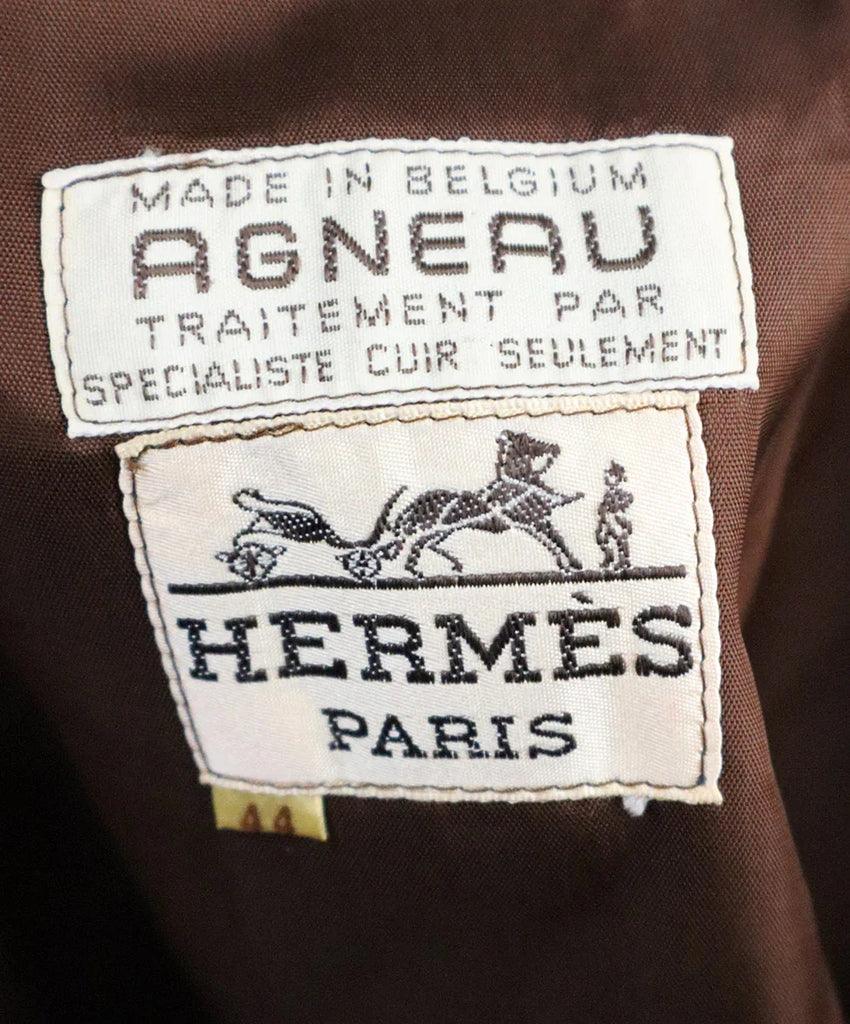 MADE IN BELGIUM
AGNEAU
TRAITEMENT PAR
SPECIALISTE CUIR SEULEMENT
HERMÈS
PARIS
44